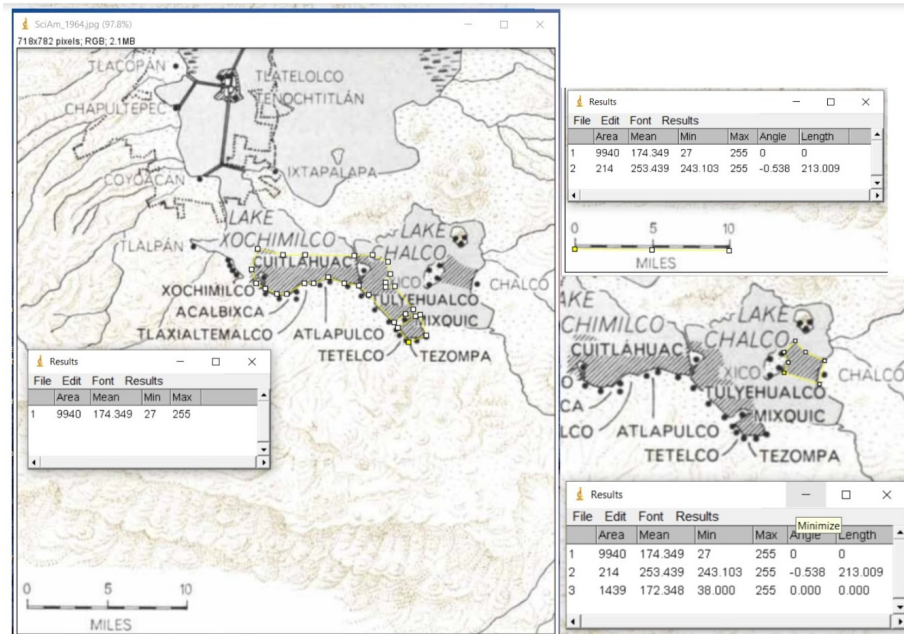 SciAm_1964.jpg (97.8%)
718x782 pixels; RGB; 2.1MB
TLACOPÁN
TLATELOLCO
TENOCHTITLÁN
CHAPULTEPEC
IXTAPALAPA
COYOACÁN
LAKE
XOCHIMILCO
LAKE
CHALCO
TLALPÁN
CUITLÁHUAC
XICO
CHALCO
XOCHIMILCO
TULYEHUALCO
ACALBIXCA
MIXQUIC
TLAXIALTEMALCO
ATLAPULCO
TETELCO
TEZOMPA
Results
File Edit Font Results
Area Mean Min Max
1 9940 174.349 27 255
0 5 10
MILES
Results
File Edit Font Results
Area Mean Min Max Angle Length
1 9940 174.349 27 255 0 0
2 214 253.439 243.103 255 -0.538 213.009
0 5 10
MILES
LAKE
CHIMILCO
LAKE
CHALCO
CUITLÁHUAC
XICO
CHALCO
TULYEHUALCO
CA
MIXQUIC
LCO
ATLAPULCO
TETELCO
TEZOMPA
Results
Minimize
File Edit Font Results
Area Mean Min Max Angle Length
1 9940 174.349 27 255 0 0
2 214 253.439 243.103 255 -0.538 213.009
3 1439 172.348 38.000 255 0.000 0.000